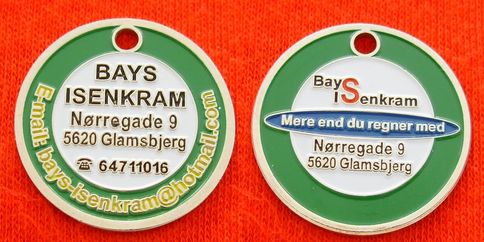 BAYS
ISENKRAM
Nørregade 9
5620 Glamsbjerg
☎ 64711016
E-mail: bays-isenkram@hotmail.com
BayS
iSenkram
Mere end du regner med
Nørregade 9
5620 Glamsbjerg